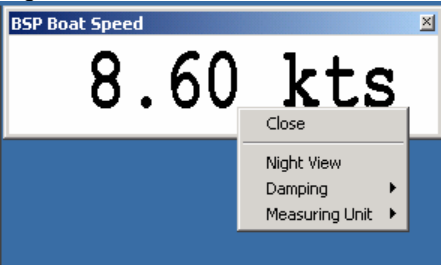 BSP Boat Speed
8.60 kts
Close
Night View
Damping
Measuring Unit